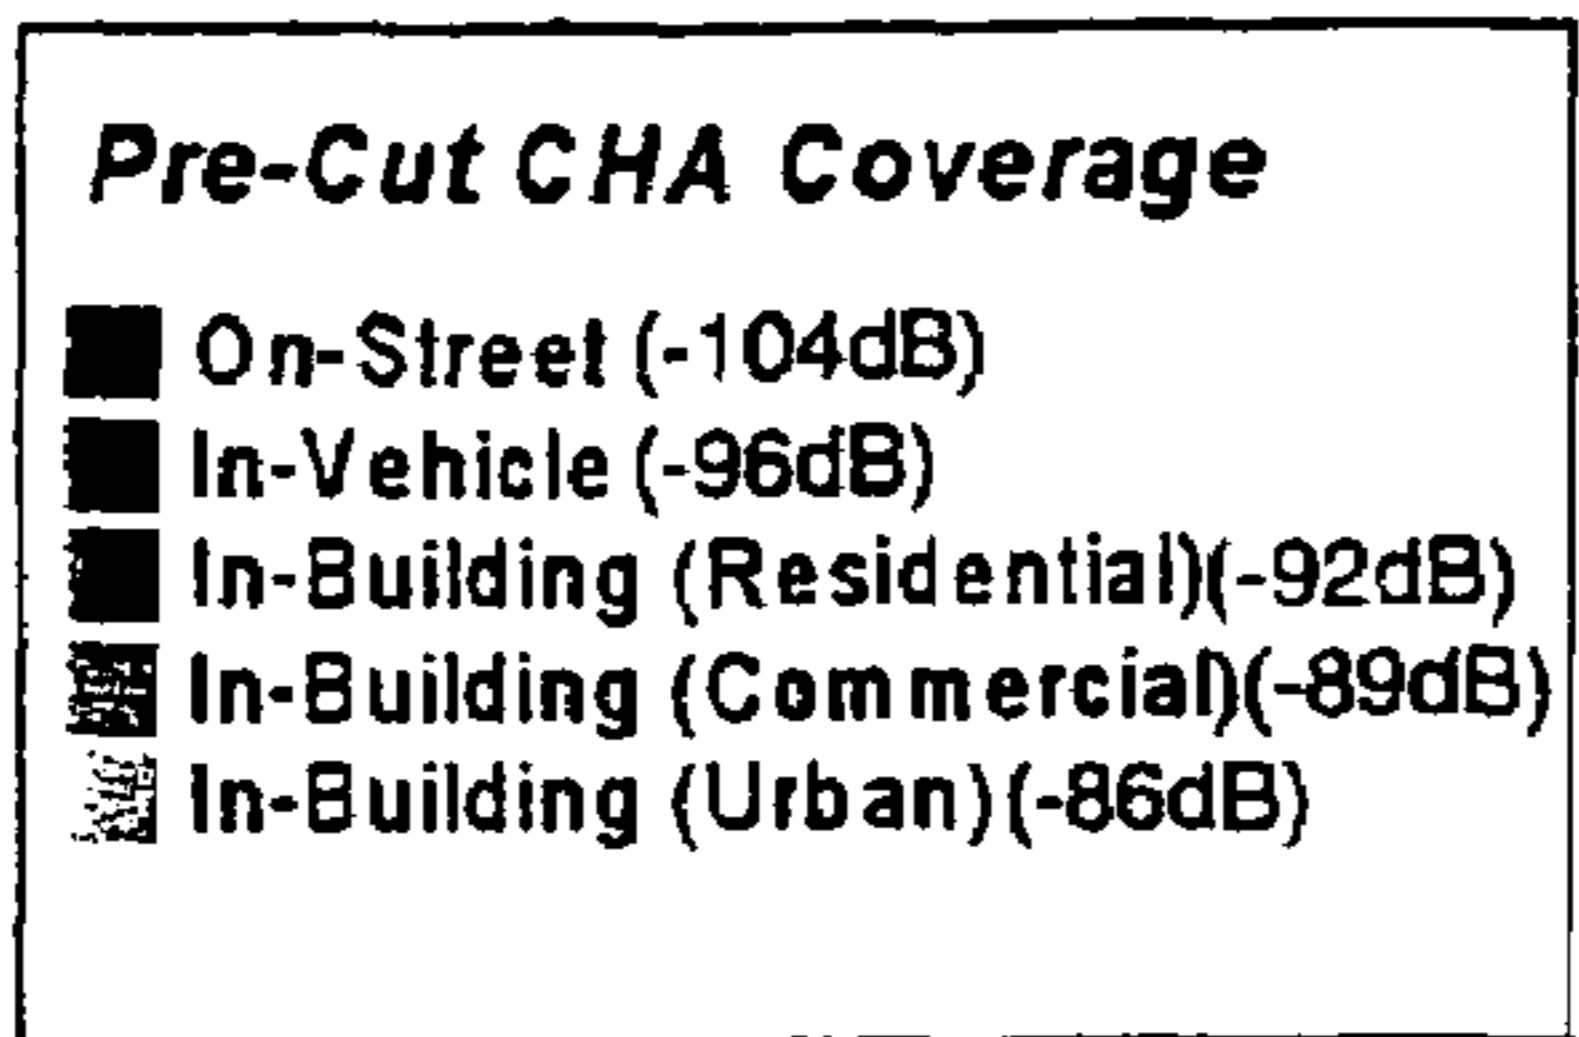 Pre-Cut CHA Coverage
On-Street (-104dB)
In-Vehicle (-96dB)
In-Building (Residential)(-92dB)
In-Building (Commercial)(-89dB)
In-Building (Urban)(-86dB)